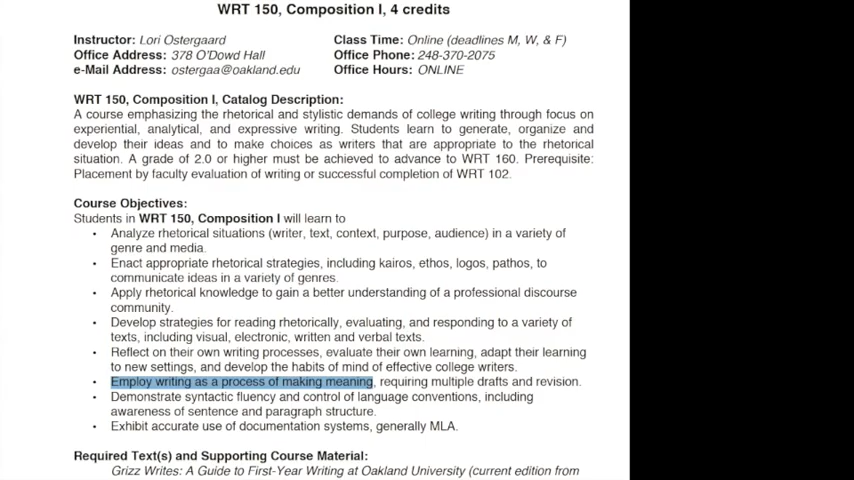 WRT 150, Composition I, 4 credits
Instructor: Lori Ostergaard
Class Time: Online (deadlines M, W, & F)
Office Address: 378 O'Dowd Hall
Office Phone: 248-370-2075
e-Mail Address: ostergaa@oakland.edu
Office Hours: ONLINE
WRT 150, Composition I, Catalog Description:
A course emphasizing the rhetorical and stylistic demands of college writing through focus on
experiential, analytical, and expressive writing. Students learn to generate, organize and
develop their ideas and to make choices as writers that are appropriate to the rhetorical
situation. A grade of 2.0 or higher must be achieved to advance to WRT 160. Prerequisite:
Placement by faculty evaluation of writing or successful completion of WRT 102.
Course Objectives:
Students in WRT 150, Composition I will learn to
• Analyze rhetorical situations (writer, text, context, purpose, audience) in a variety of
genre and media.
• Enact appropriate rhetorical strategies, including kairos, ethos, logos, pathos, to
communicate ideas in a variety of genres.
• Apply rhetorical knowledge to gain a better understanding of a professional discourse
community.
• Develop strategies for reading rhetorically, evaluating, and responding to a variety of
texts, including visual, electronic, written and verbal texts.
• Reflect on their own writing processes, evaluate their own learning, adapt their learning
to new settings, and develop the habits of mind of effective college writers.
• Employ writing as a process of making meaning, requiring multiple drafts and revision.
• Demonstrate syntactic fluency and control of language conventions, including
awareness of sentence and paragraph structure.
• Exhibit accurate use of documentation systems, generally MLA.
Required Text(s) and Supporting Course Material:
Grizz Writes: A Guide to First-Year Writing at Oakland University (current edition from